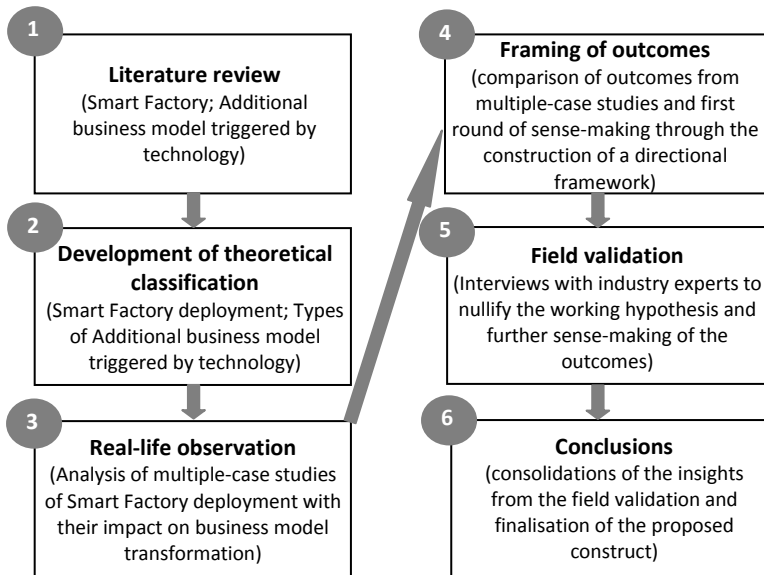 1
Literature review
(Smart Factory; Additional
business model triggered by
technology)
2
Development of theoretical
classification
(Smart Factory deployment; Types
of Additional business model
triggered by technology)
3
Real-life observation
(Analysis of multiple-case studies
of Smart Factory deployment with
their impact on business model
transformation)
4
Framing of outcomes
(comparison of outcomes from
multiple-case studies and first
round of sense-making through the
construction of a directional
framework)
5
Field validation
(Interviews with industry experts to
nullify the working hypothesis and
further sense-making of the
outcomes)
6
Conclusions
(consolidations of the insights
from the field validation and
finalisation of the proposed
construct)